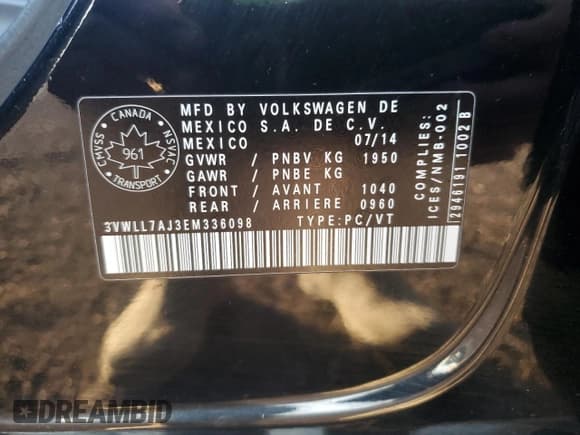 CANADA
CMVSS
NSVAC
961
TRANSPORT
MFD BY VOLKSWAGEN DE
MEXICO S.A. DE C.V.
MEXICO 07/14
GVWR / PNBV KG 1950
GAWR / PNBE KG
FRONT / AVANT 1040
REAR / ARRIERE 0960
3VWLL7AJ3EM336098 TYPE:PC/VT
COMPLIES:
ICES/NMB-002
2946191 1002B
DREAMBID